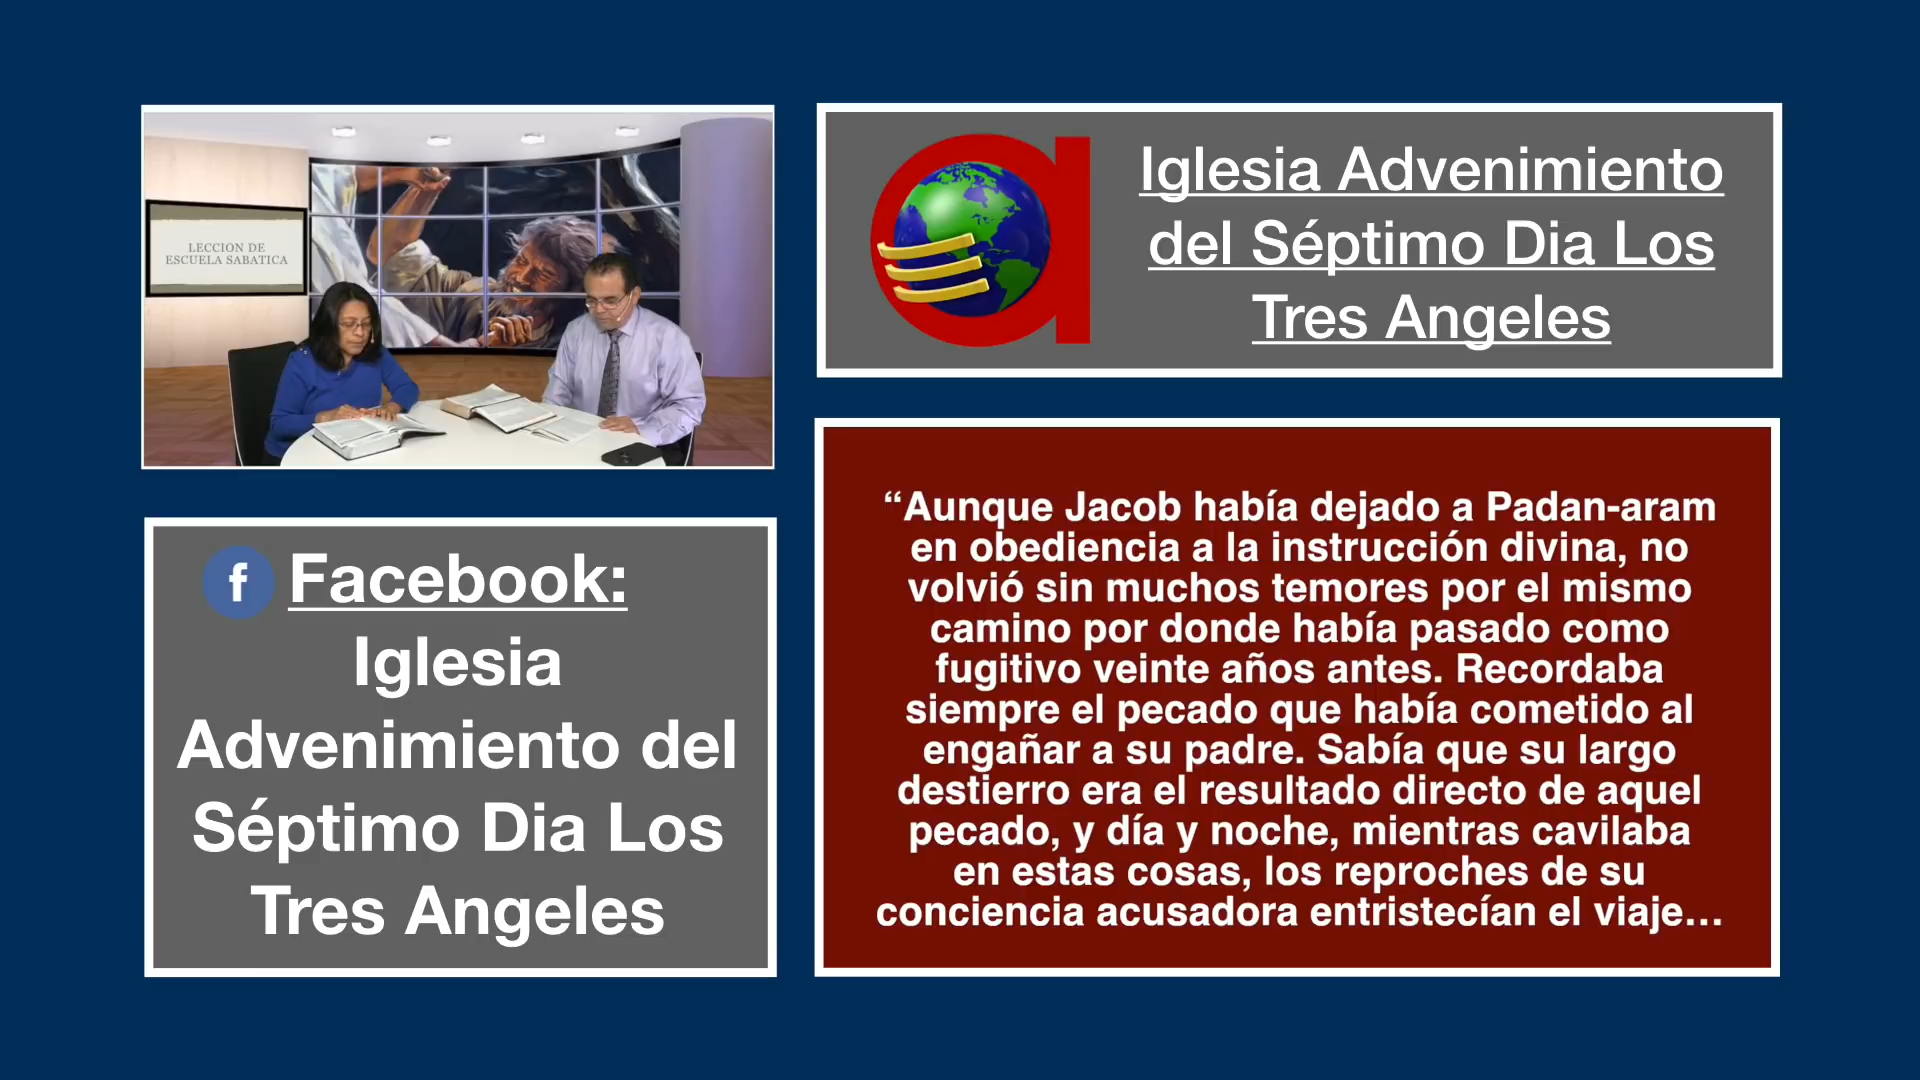 LECCION DE
ESCUELA SABATICA
Iglesia Advenimiento
del Séptimo Dia Los
Tres Angeles
f Facebook:
Iglesia
Advenimiento del
Séptimo Dia Los
Tres Angeles
“Aunque Jacob había dejado a Padan-aram
en obediencia a la instrucción divina, no
volvió sin muchos temores por el mismo
camino por donde había pasado como
fugitivo veinte años antes. Recordaba
siempre el pecado que había cometido al
engañar a su padre. Sabía que su largo
destierro era el resultado directo de aquel
pecado, y día y noche, mientras cavilaba
en estas cosas, los reproches de su
conciencia acusadora entristecían el viaje…